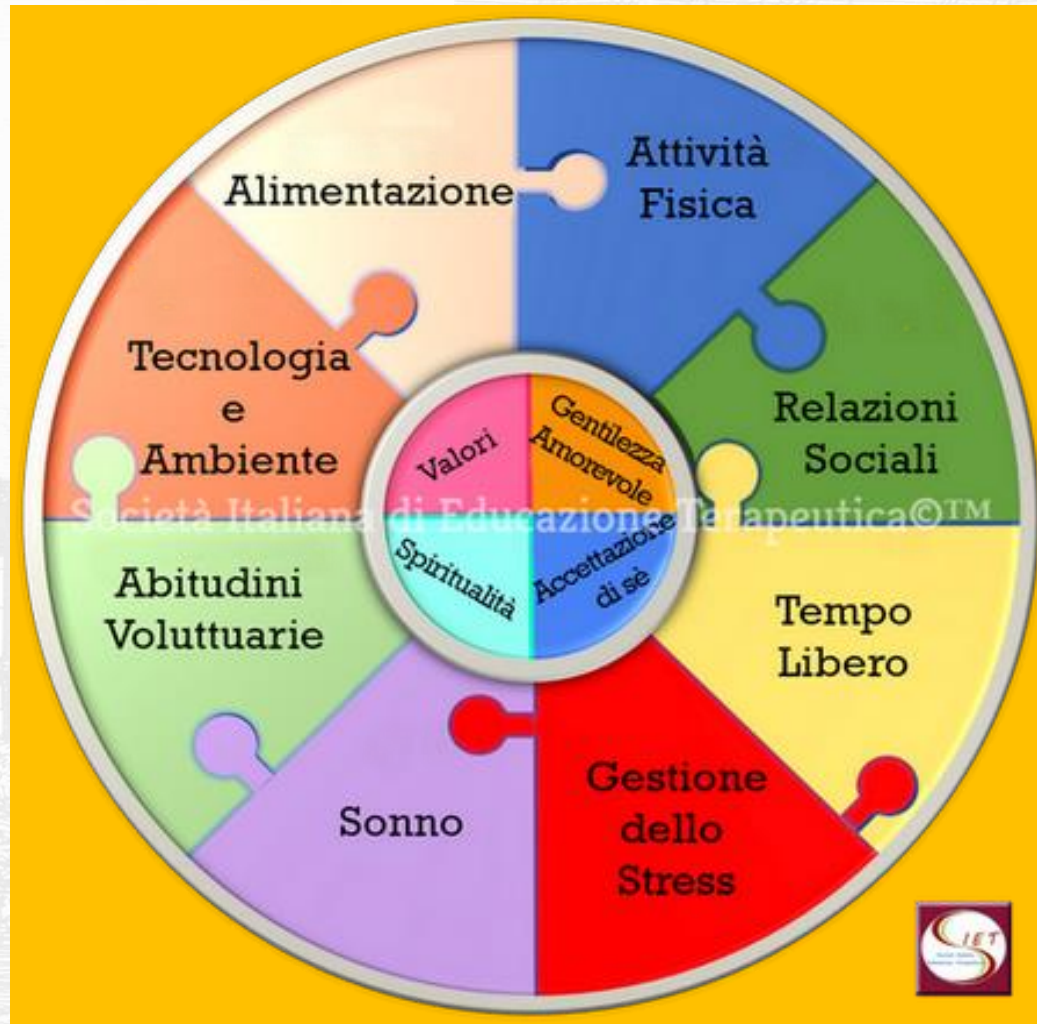 Alimentazione
Attività
Fisica
Tecnologia
e
Ambiente
Relazioni
Sociali
Valori
Gentilezza
Amorevole
Società Italiana di Educazione Terapeutica©™
Spiritualità
Accettazione
di sè
Abitudini
Voluttuarie
Tempo
Libero
Sonno
Gestione
dello
Stress
SIET